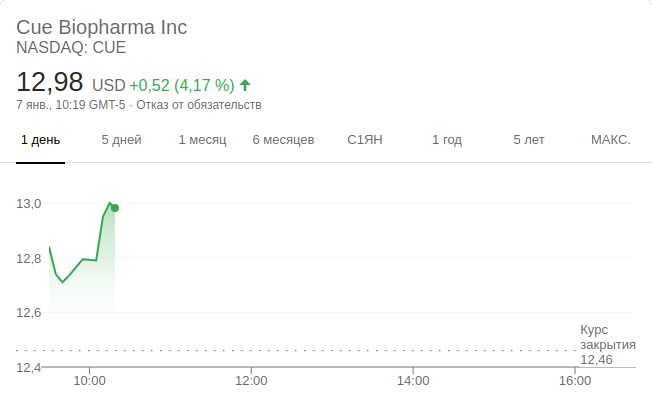 Cue Biopharma Inc
NASDAQ: CUE
12,98 USD +0,52 (4,17 %)
7 янв., 10:19 GMT-5 · Отказ от обязательств
1 день 5 дней 1 месяц 6 месяцев С1ЯН 1 год 5 лет МАКС.
13,0
12,8
12,6
Курс
закрытия
12,46
12,4
10:00 12:00 14:00 16:00